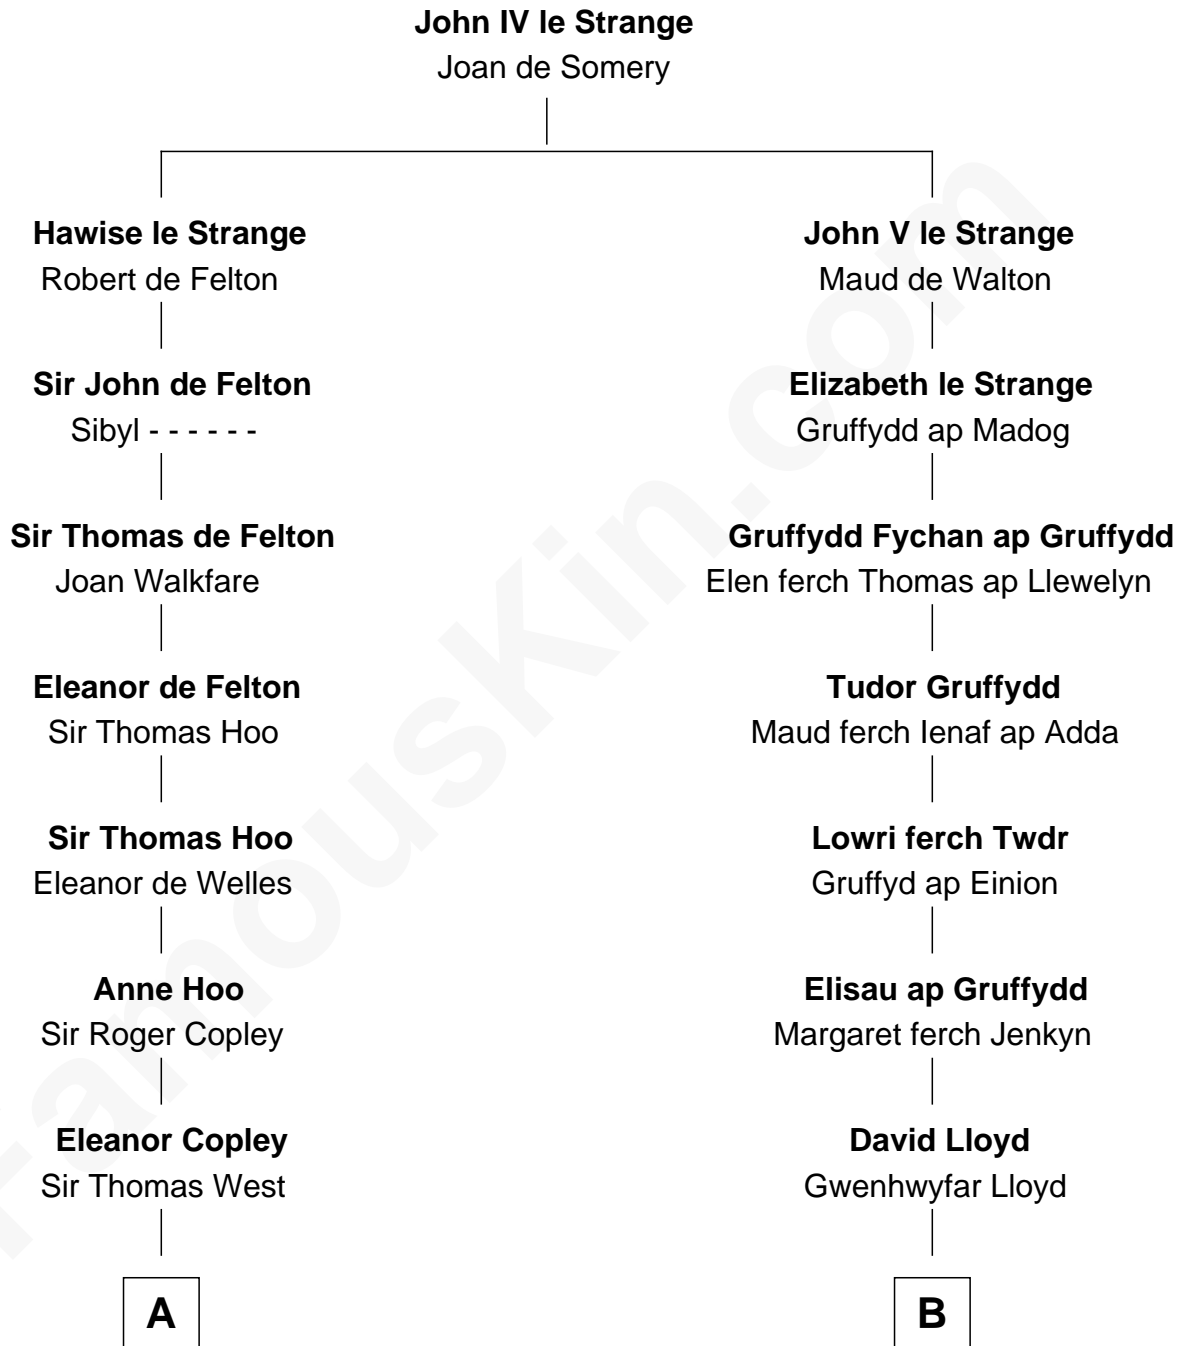 John IV le Strange
Joan de Somery
Hawise le Strange
Robert de Felton
John V le Strange
Maud de Walton
Sir John de Felton
Sibyl - - - - - -
Elizabeth le Strange
Gruffydd ap Madog
Sir Thomas de Felton
Joan Walkfare
Gruffydd Fychan ap Gruffydd
Elen ferch Thomas ap Llewelyn
Eleanor de Felton
Sir Thomas Hoo
Tudor Gruffydd
Maud ferch Ienaf ap Adda
Sir Thomas Hoo
Eleanor de Welles
Lowri ferch Twdr
Gruffyd ap Einion
Anne Hoo
Sir Roger Copley
Elisau ap Gruffydd
Margaret ferch Jenkyn
Eleanor Copley
Sir Thomas West
David Lloyd
Gwenhwyfar Lloyd
A
B
FamousKin.com